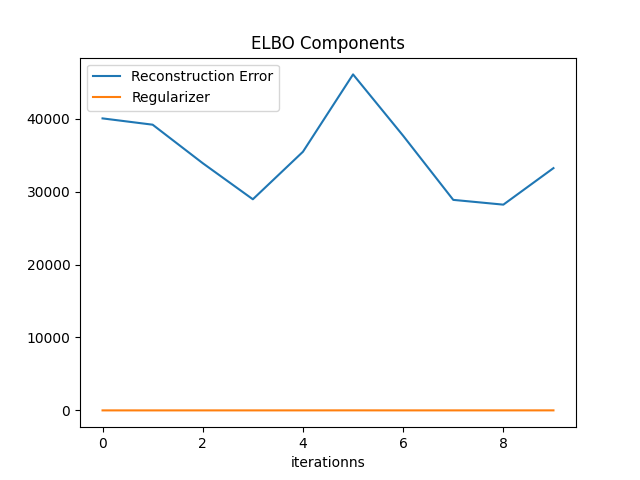 ELBO Components
Reconstruction Error
Regularizer
40000
30000
20000
10000
0
0 2 4 6 8
iterationns